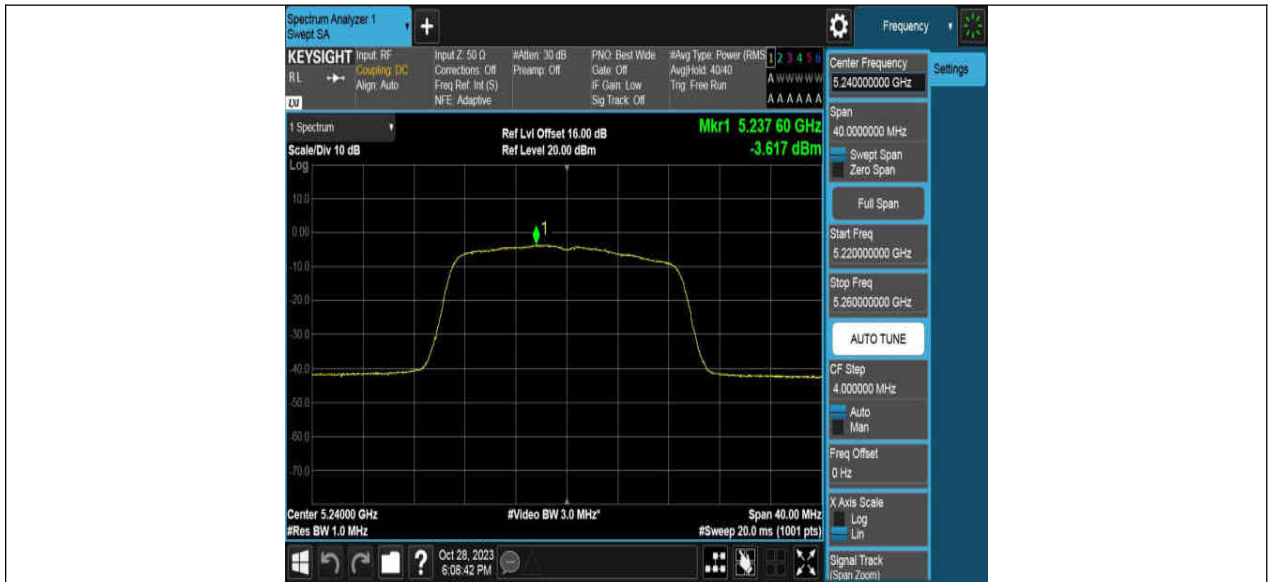 Spectrum Analyzer 1
Swept SA
+
Frequency
KEYSIGHT
RL
LXI
Input: RF
Coupling: DC
Align: Auto
Input Z: 50 Ω
Corrections: Off
Freq Ref: Int (S)
NFE: Adaptive
#Atten: 30 dB
Preamp: Off
PNO: Best Wide
Gate: Off
IF Gain: Low
Sig Track: Off
#Avg Type: Power (RMS
Avg|Hold: 40/40
Trig: Free Run
1 2 3 4 5 6
A W W W W W
A A A A A A
1 Spectrum
Scale/Div 10 dB
Log
Ref Lvl Offset 16.00 dB
Ref Level 20.00 dBm
Mkr1 5.237 60 GHz
-3.617 dBm
10.0
0.00
-10.0
-20.0
-30.0
-40.0
-50.0
-60.0
-70.0
1
Center 5.24000 GHz
#Res BW 1.0 MHz
#Video BW 3.0 MHz*
Span 40.00 MHz
#Sweep 20.0 ms (1001 pts)
?
Oct 28, 2023
6:08:42 PM
Center Frequency
5.240000000 GHz
Settings
Span
40.0000000 MHz
Swept Span
Zero Span
Full Span
Start Freq
5.220000000 GHz
Stop Freq
5.260000000 GHz
AUTO TUNE
CF Step
4.000000 MHz
Auto
Man
Freq Offset
0 Hz
X Axis Scale
Log
Lin
Signal Track
(Span Zoom)